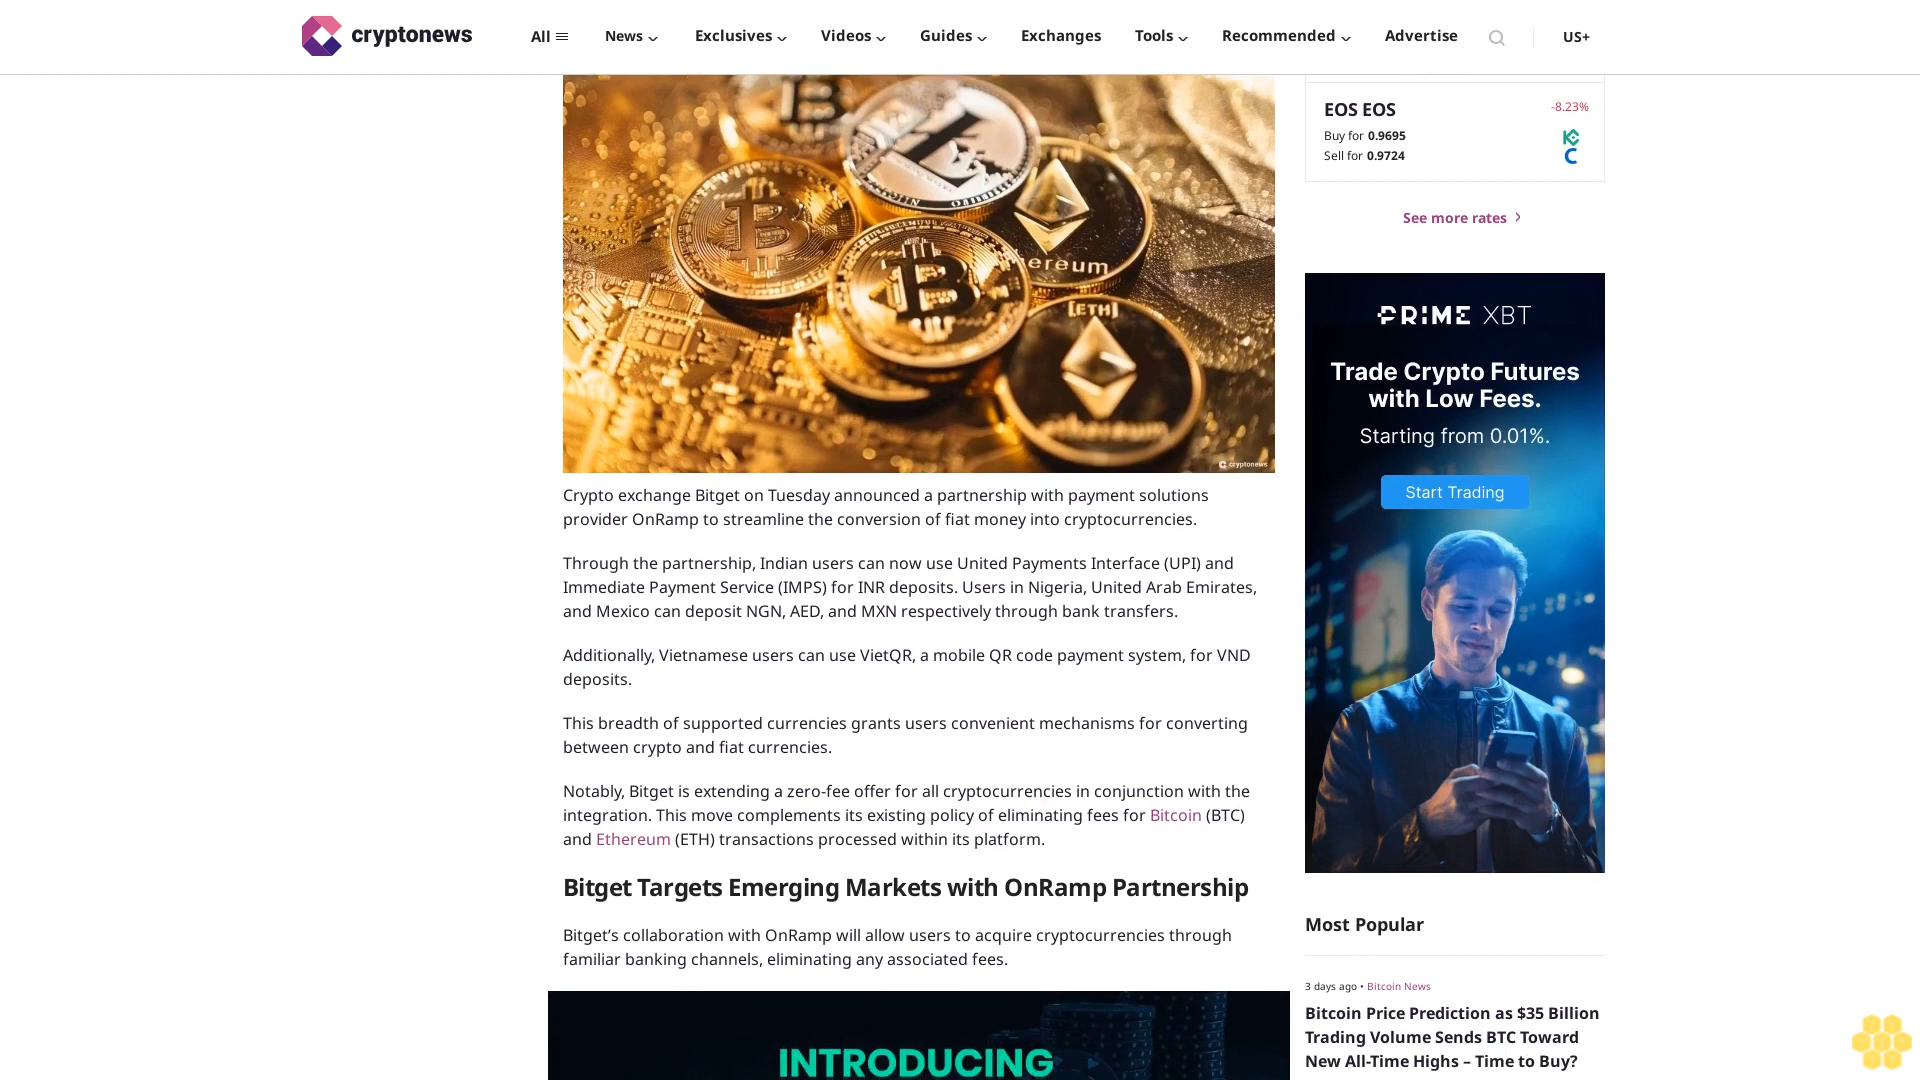 cryptonews
All
News
Exclusives
Videos
Guides
Exchanges
Tools
Recommended
Advertise
US+
ereum
[ETH]
ethereum
cryptonews
Crypto exchange Bitget on Tuesday announced a partnership with payment solutions
provider OnRamp to streamline the conversion of fiat money into cryptocurrencies.
Through the partnership, Indian users can now use United Payments Interface (UPI) and
Immediate Payment Service (IMPS) for INR deposits. Users in Nigeria, United Arab Emirates,
and Mexico can deposit NGN, AED, and MXN respectively through bank transfers.
Additionally, Vietnamese users can use VietQR, a mobile QR code payment system, for VND
deposits.
This breadth of supported currencies grants users convenient mechanisms for converting
between crypto and fiat currencies.
Notably, Bitget is extending a zero-fee offer for all cryptocurrencies in conjunction with the
integration. This move complements its existing policy of eliminating fees for Bitcoin (BTC)
and Ethereum (ETH) transactions processed within its platform.
Bitget Targets Emerging Markets with OnRamp Partnership
Bitget’s collaboration with OnRamp will allow users to acquire cryptocurrencies through
familiar banking channels, eliminating any associated fees.
INTRODUCING
EOS EOS
-8.23%
Buy for 0.9695
Sell for 0.9724
See more rates
PRIME XBT
Trade Crypto Futures
with Low Fees.
Starting from 0.01%.
Start Trading
Most Popular
3 days ago • Bitcoin News
Bitcoin Price Prediction as $35 Billion
Trading Volume Sends BTC Toward
New All-Time Highs – Time to Buy?